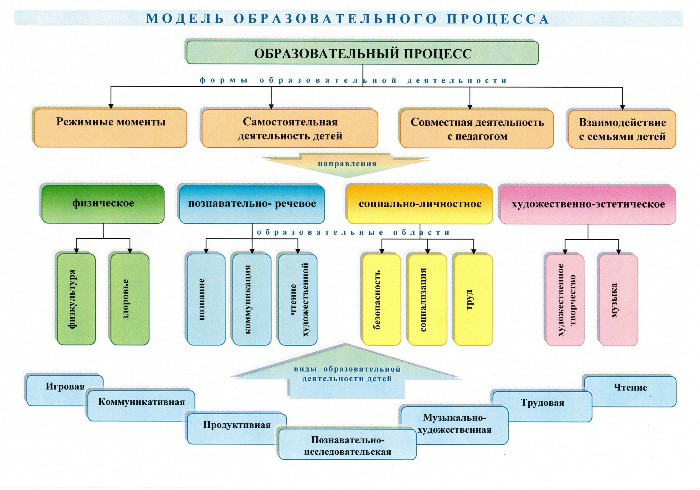 МОДЕЛЬ ОБРАЗОВАТЕЛЬНОГО ПРОЦЕССА
ОБРАЗОВАТЕЛЬНЫЙ ПРОЦЕСС
формы образовательной деятельности
Режимные моменты
Самостоятельная
деятельность детей
Совместная деятельность
с педагогом
Взаимодействие
с семьями детей
направления
физическое
познавательно- речевое
социально-личностное
художественно-эстетическое
образовательные области
физкультура
здоровье
познание
коммуникация
чтение
художественной
безопасность
социализация
труд
художественное
творчество
музыка
виды образовательной
деятельности детей
Игровая
Коммуникативная
Продуктивная
Познавательно-
исследовательская
Музыкально-
художественная
Трудовая
Чтение